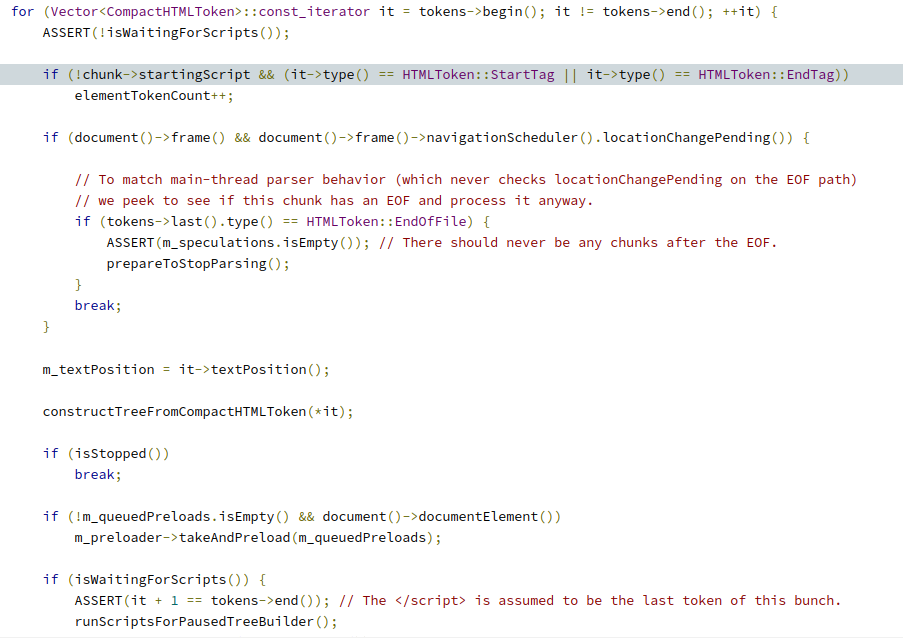 for (Vector<CompactHTMLToken>::const_iterator it = tokens->begin(); it != tokens->end(); ++it) {
    ASSERT(!isWaitingForScripts());
    if (!chunk->startingScript && (it->type() == HTMLToken::StartTag || it->type() == HTMLToken::EndTag))
        elementTokenCount++;
    if (document()->frame() && document()->frame()->navigationScheduler().locationChangePending()) {
        // To match main-thread parser behavior (which never checks locationChangePending on the EOF path)
        // we peek to see if this chunk has an EOF and process it anyway.
        if (tokens->last().type() == HTMLToken::EndOfFile) {
            ASSERT(m_speculations.isEmpty()); // There should never be any chunks after the EOF.
            prepareToStopParsing();
        }
        break;
    }
    m_textPosition = it->textPosition();
    constructTreeFromCompactHTMLToken(*it);
    if (isStopped())
        break;
    if (!m_queuedPreloads.isEmpty() && document()->documentElement())
        m_preloader->takeAndPreload(m_queuedPreloads);
    if (isWaitingForScripts()) {
        ASSERT(it + 1 == tokens->end()); // The </script> is assumed to be the last token of this bunch.
        runScriptsForPausedTreeBuilder();